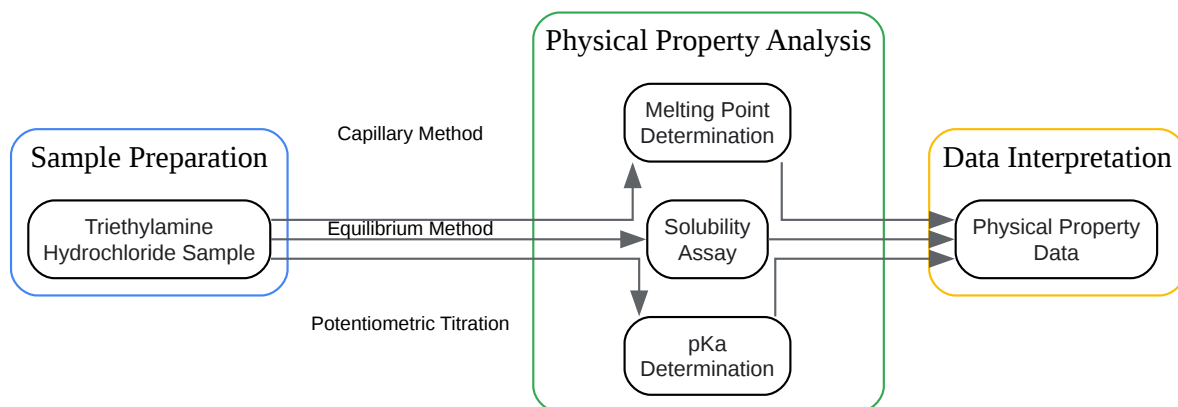 Physical Property Analysis
Sample Preparation
Data Interpretation
Capillary Method
Equilibrium Method
Potentiometric Titration
Triethylamine
Hydrochloride Sample
Melting Point
Determination
Solubility
Assay
pKa
Determination
Physical Property
Data